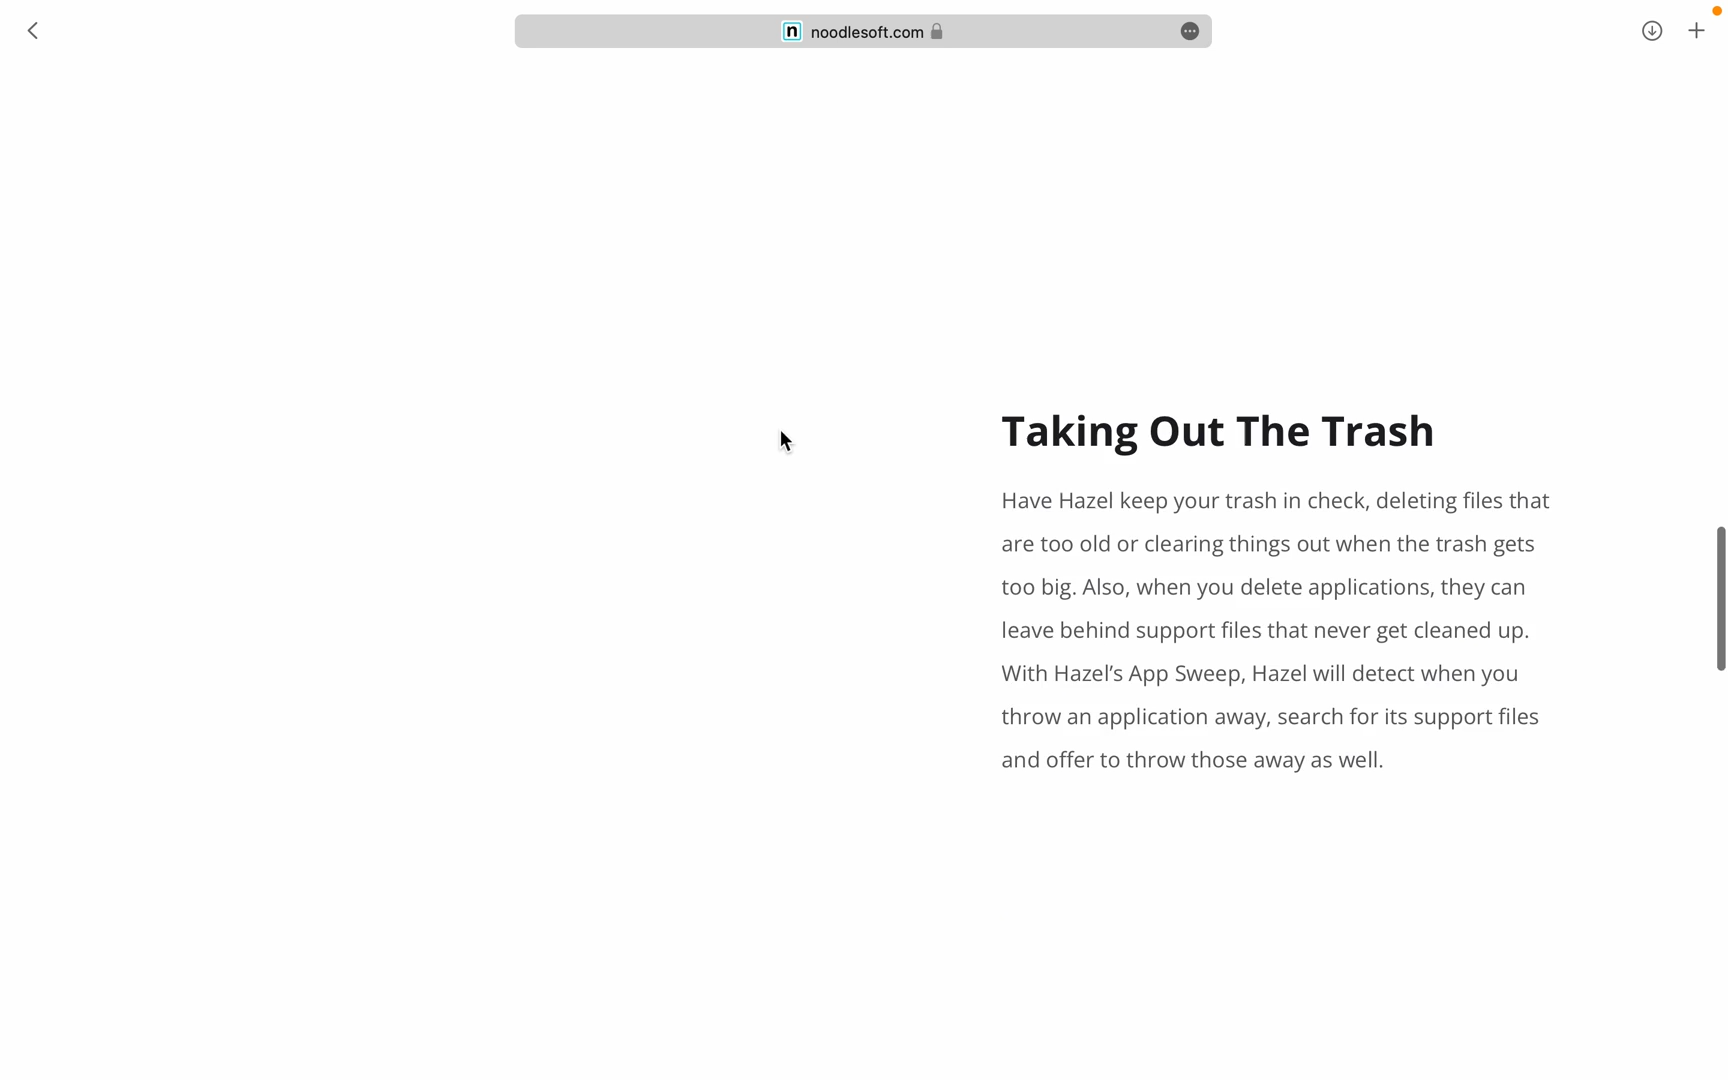 n noodlesoft.com
Taking Out The Trash
Have Hazel keep your trash in check, deleting files that
are too old or clearing things out when the trash gets
too big. Also, when you delete applications, they can
leave behind support files that never get cleaned up.
With Hazel’s App Sweep, Hazel will detect when you
throw an application away, search for its support files
and offer to throw those away as well.